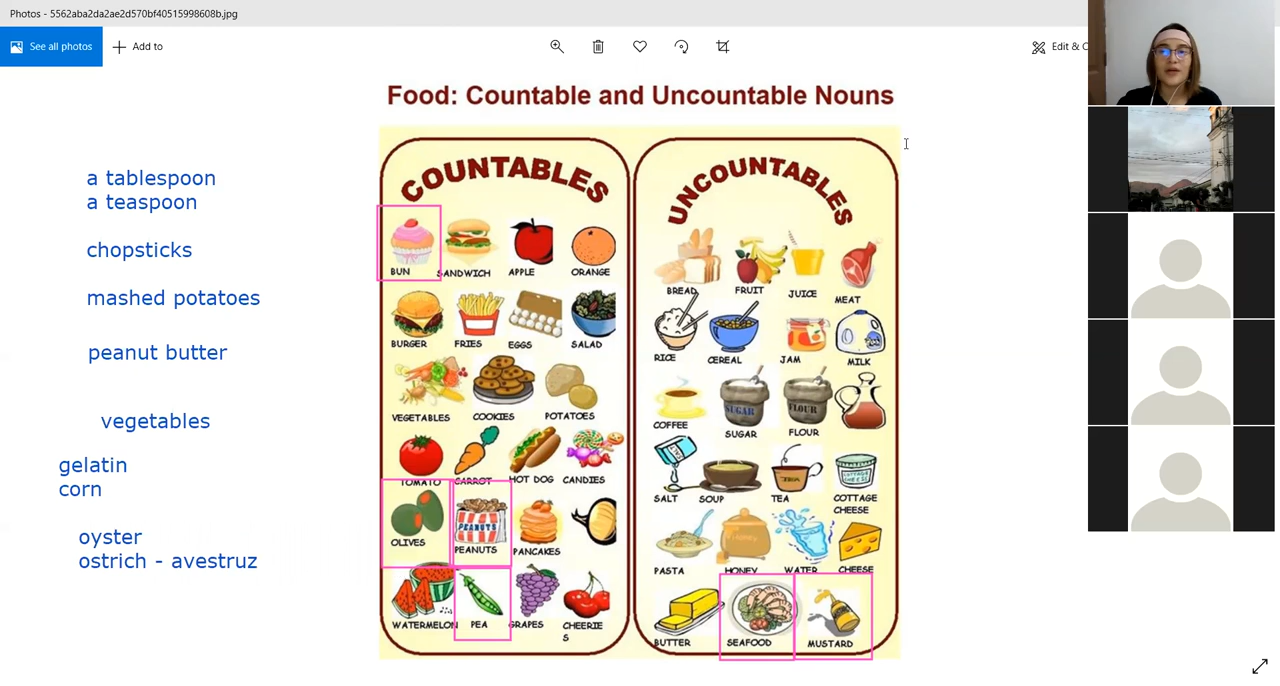 Photos - 5562aba2da2ae2d570bf40515998608b.jpg
See all photos
Add to
Edit & C
Food: Countable and Uncountable Nouns
a tablespoon
a teaspoon
chopsticks
mashed potatoes
peanut butter
vegetables
gelatin
corn
oyster
ostrich - avestruz
COUNTABLES
BUN SANDWICH APPLE ORANGE
BURGER FRIES EGGS SALAD
VEGETABLES COOKIES POTATOES
TOMATO CARROT HOT DOG CANDIES
PEANUTS
OLIVES PEANUTS PANCAKES
WATERMELON PEA GRAPES CHEERIE
S
UNCOUNTABLES
BREAD FRUIT JUICE MEAT
RICE CEREAL JAM MILK
SUGAR FLOUR
COFFEE SUGAR FLOUR
SALT SOUP TEA COTTAGE
CHEESE
PASTA HONEY WATER CHEESE
BUTTER SEAFOOD MUSTARD